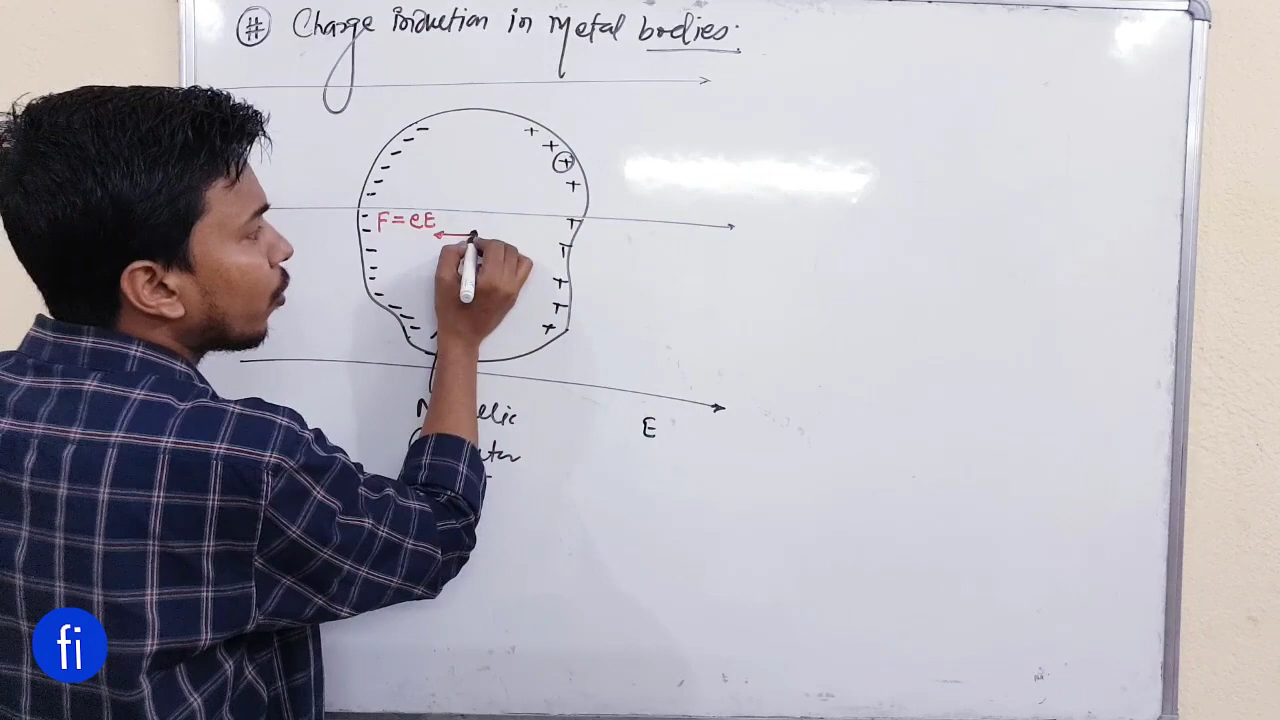 # Charge induction in Metal bodies.
F = eE
E
fi